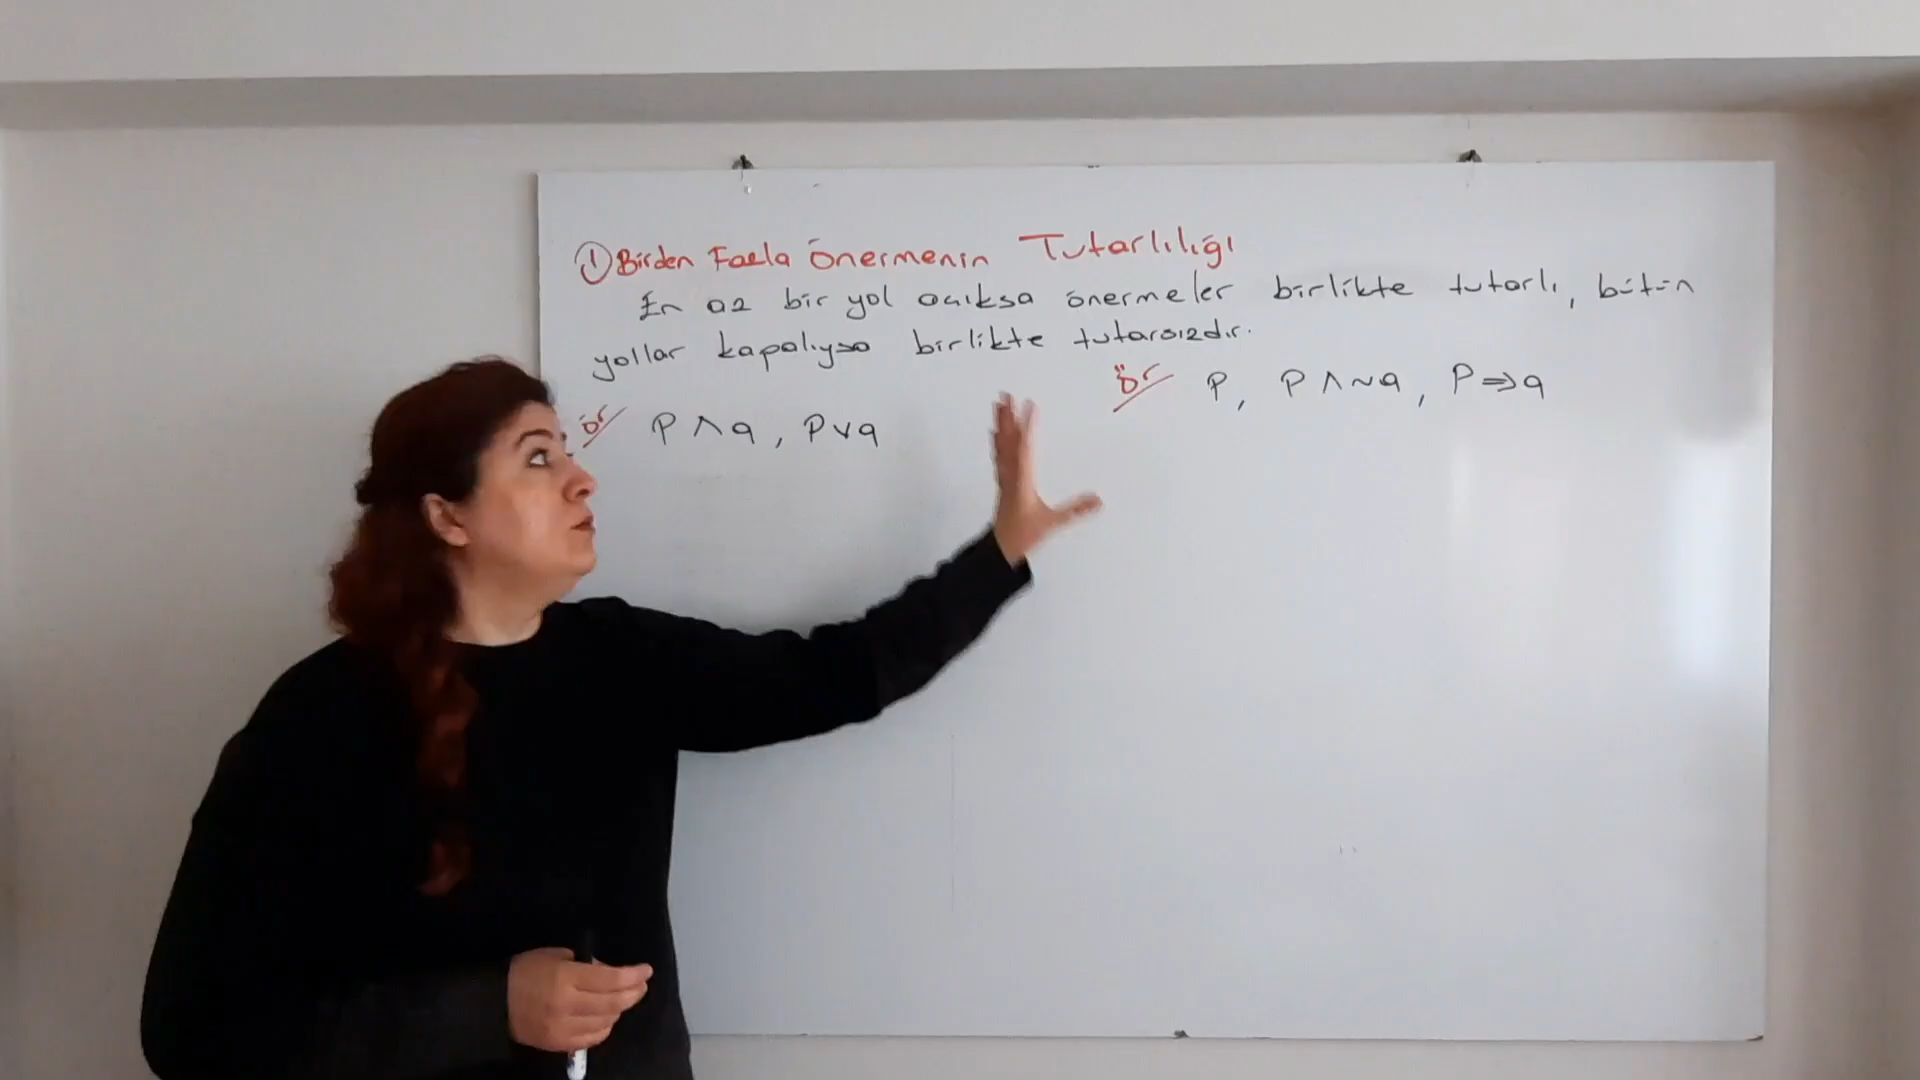 ① Birden Fazla Önermenin Tutarlılığı
En az bir yol açıksa önermeler birlikte tutarlı, bütün
yollar kapalıysa birlikte tutarsızdır.
ör P ∧ q, P ∨ q
ör P, P ∧ ~q, P ⇒ q